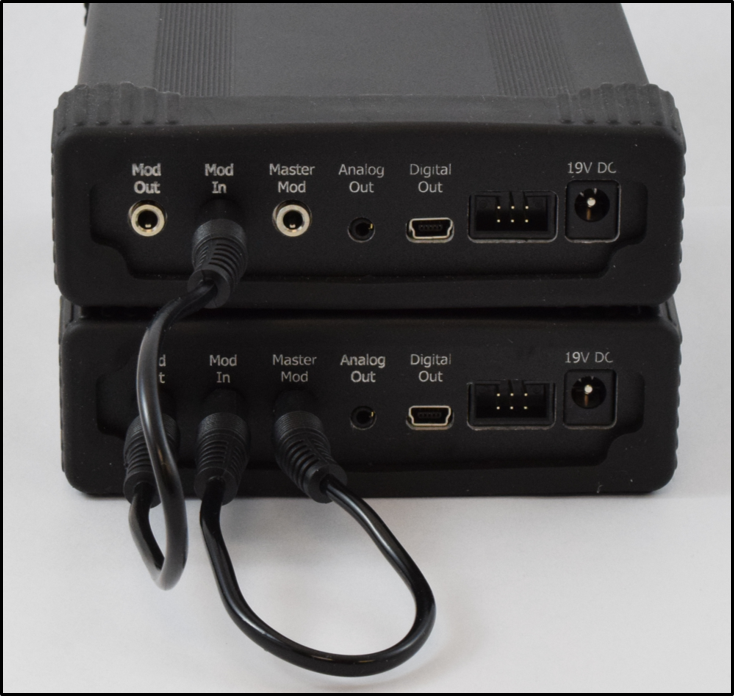 Mod Mod Master Analog Digital 19V DC
Out In Mod Out Out
Mod Master Analog Digital 19V DC
In Mod Out Out